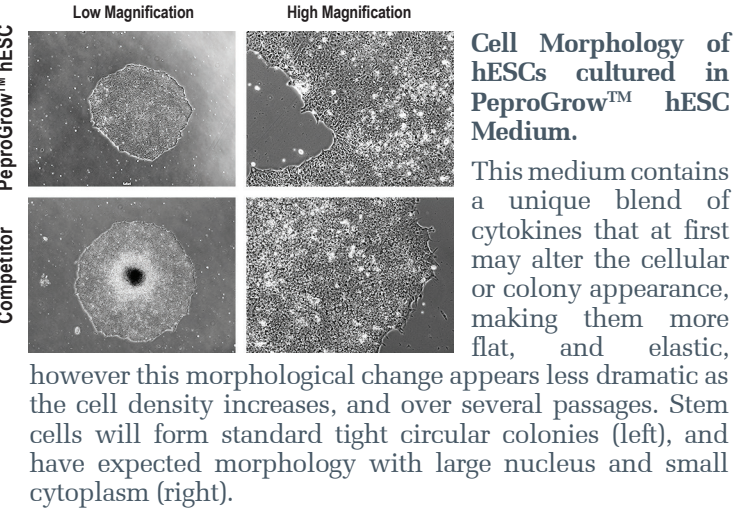 Low Magnification
High Magnification
PeproGrow™ hESC
Competitor
Cell Morphology of
hESCs cultured in
PeproGrow™ hESC
Medium.
This medium contains
a unique blend of
cytokines that at first
may alter the cellular
or colony appearance,
making them more
flat, and elastic,
however this morphological change appears less dramatic as
the cell density increases, and over several passages. Stem
cells will form standard tight circular colonies (left), and
have expected morphology with large nucleus and small
cytoplasm (right).